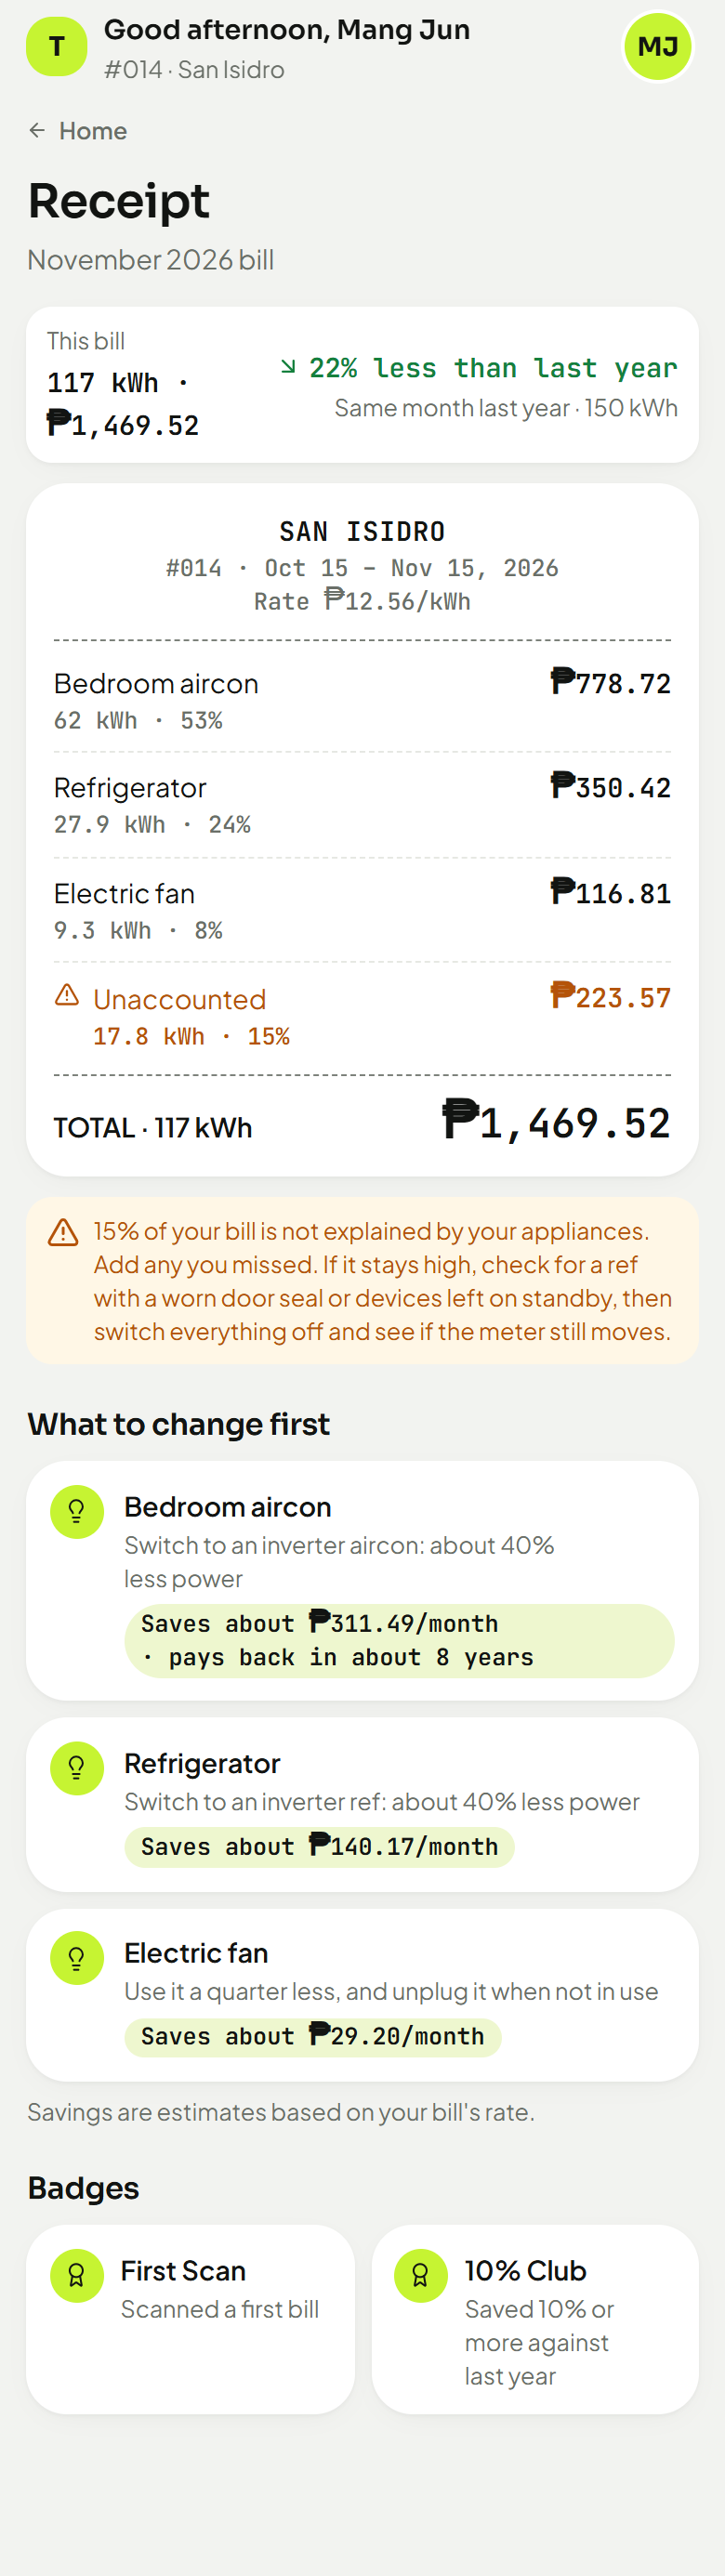 T
Good afternoon, Mang Jun
#014 · San Isidro
MJ
← Home
Receipt
November 2026 bill
This bill
117 kWh ·
₱1,469.52
↘ 22% less than last year
Same month last year · 150 kWh
SAN ISIDRO
#014 · Oct 15 – Nov 15, 2026
Rate ₱12.56/kWh
Bedroom aircon ₱778.72
62 kWh · 53%
Refrigerator ₱350.42
27.9 kWh · 24%
Electric fan ₱116.81
9.3 kWh · 8%
Unaccounted ₱223.57
17.8 kWh · 15%
TOTAL · 117 kWh ₱1,469.52
15% of your bill is not explained by your appliances.
Add any you missed. If it stays high, check for a ref
with a worn door seal or devices left on standby, then
switch everything off and see if the meter still moves.
What to change first
Bedroom aircon
Switch to an inverter aircon: about 40%
less power
Saves about ₱311.49/month
· pays back in about 8 years
Refrigerator
Switch to an inverter ref: about 40% less power
Saves about ₱140.17/month
Electric fan
Use it a quarter less, and unplug it when not in use
Saves about ₱29.20/month
Savings are estimates based on your bill's rate.
Badges
First Scan
Scanned a first bill
10% Club
Saved 10% or
more against
last year